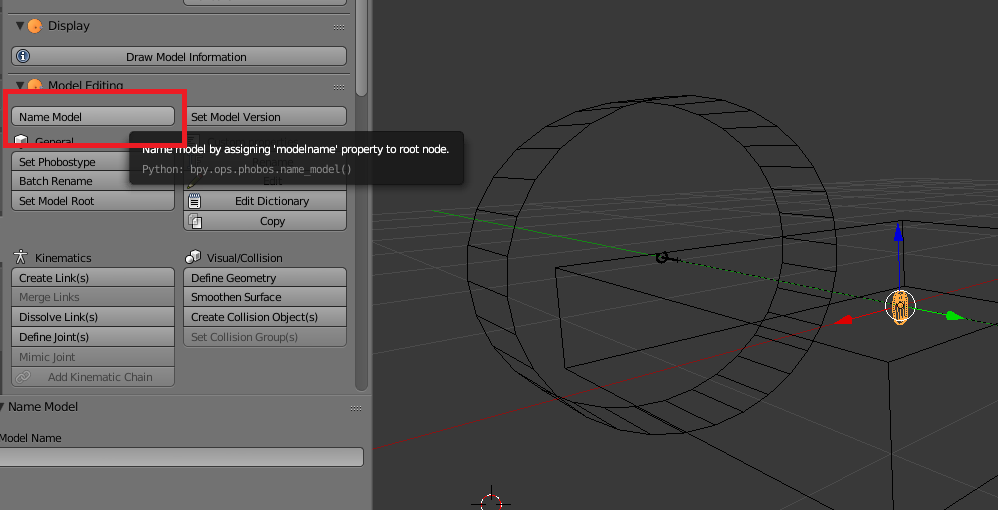 Display
Draw Model Information
Model Editing
Name Model
Set Model Version
General
Name model by assigning 'modelname' property to root node.
Python: bpy.ops.phobos.name_model()
Set Phobostype
Batch Rename
Edit
Set Model Root
Edit Dictionary
Copy
Kinematics
Visual/Collision
Create Link(s)
Define Geometry
Merge Links
Smoothen Surface
Dissolve Link(s)
Create Collision Object(s)
Define Joint(s)
Set Collision Group(s)
Mimic Joint
Add Kinematic Chain
Name Model
Model Name